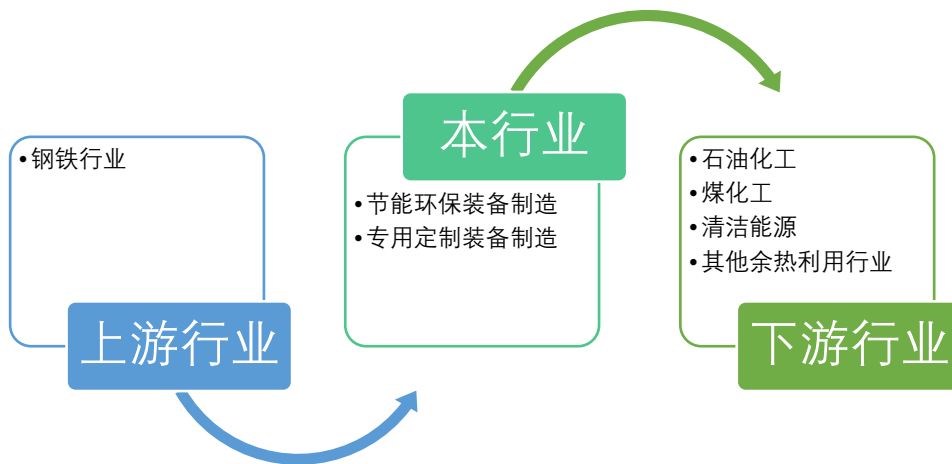 •钢铁行业
上游行业
本行业
•节能环保装备制造
•专用定制装备制造
•石油化工
•煤化工
•清洁能源
•其他余热利用行业
下游行业